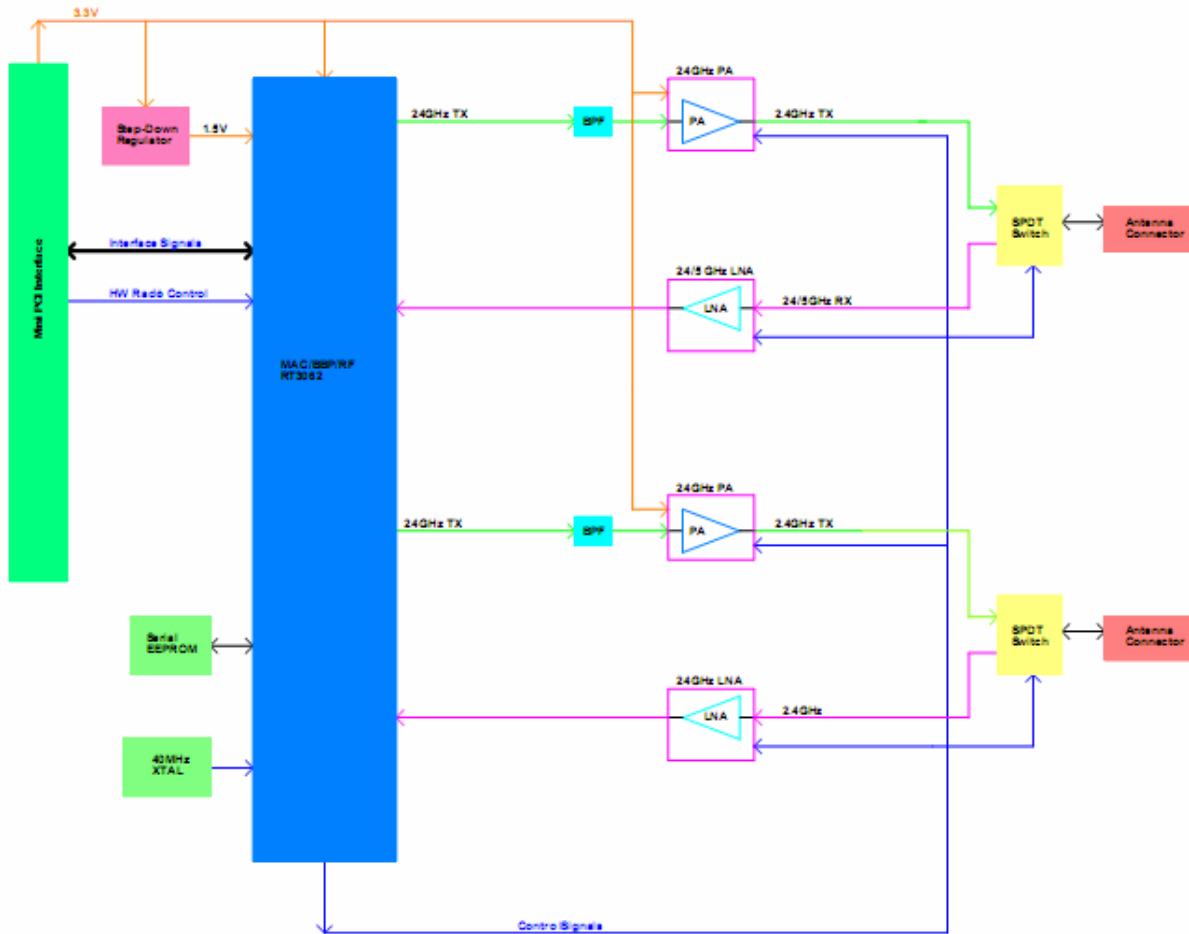 3.3V
24GHz PA
Step-Down
Regulator
1.5V
24GHz TX
BPF
PA
2.4GHz TX
SPDT
Switch
Antenna
Connector
Mini PCI Interface
Interface Signals
HW Radio Control
24/5 GHz LNA
LNA
24/5GHz RX
MAC/BBP/RF
RT3062
24GHz PA
24GHz TX
BPF
PA
2.4GHz TX
SPDT
Switch
Antenna
Connector
Serial
EEPROM
24GHz LNA
LNA
2.4GHz
40MHz
XTAL
Control Signals